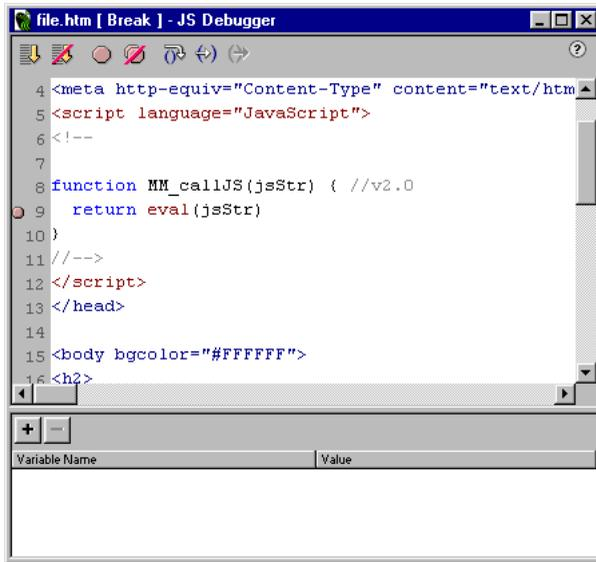 file.htm [ Break ] - JS Debugger
4 <meta http-equiv="Content-Type" content="text/htm
5 <script language="JavaScript">
6 <!--
7
8 function MM_callJS(jsStr) { //v2.0
9   return eval(jsStr)
10 }
11 //-->
12 </script>
13 </head>
14
15 <body bgcolor="#FFFFFF">
16 <h2>
Variable Name Value